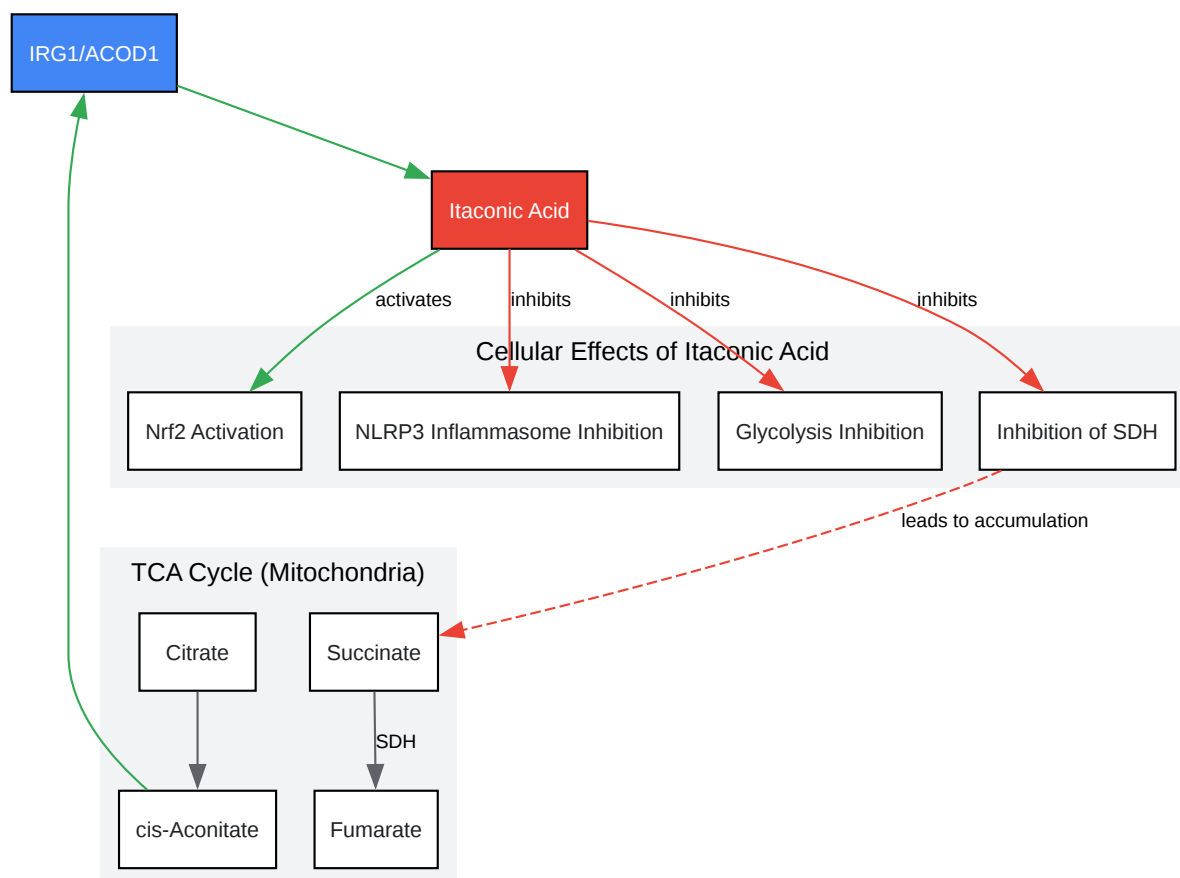 IRG1/ACOD1
Itaconic Acid
activates
inhibits
inhibits
inhibits
Cellular Effects of Itaconic Acid
Nrf2 Activation
NLRP3 Inflammasome Inhibition
Glycolysis Inhibition
Inhibition of SDH
leads to accumulation
TCA Cycle (Mitochondria)
Citrate
Succinate
SDH
cis-Aconitate
Fumarate